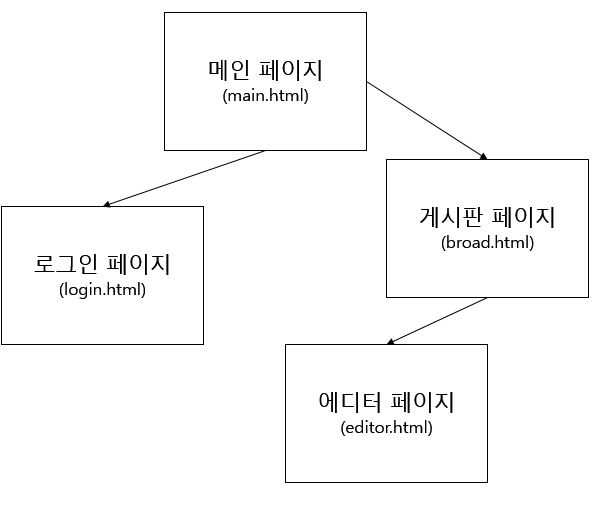 메인 페이지
(main.html)
게시판 페이지
(broad.html)
로그인 페이지
(login.html)
에디터 페이지
(editor.html)